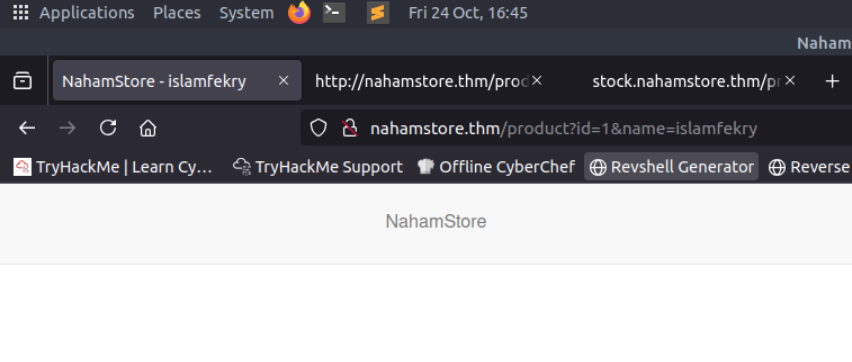 Applications Places System Fri 24 Oct, 16:45
Naham
NahamStore - islamfekry × http://nahamstore.thm/prod × stock.nahamstore.thm/pr × +
nahamstore.thm/product?id=1&name=islamfekry
TryHackMe | Learn Cy... TryHackMe Support Offline CyberChef Revshell Generator Reverse
NahamStore